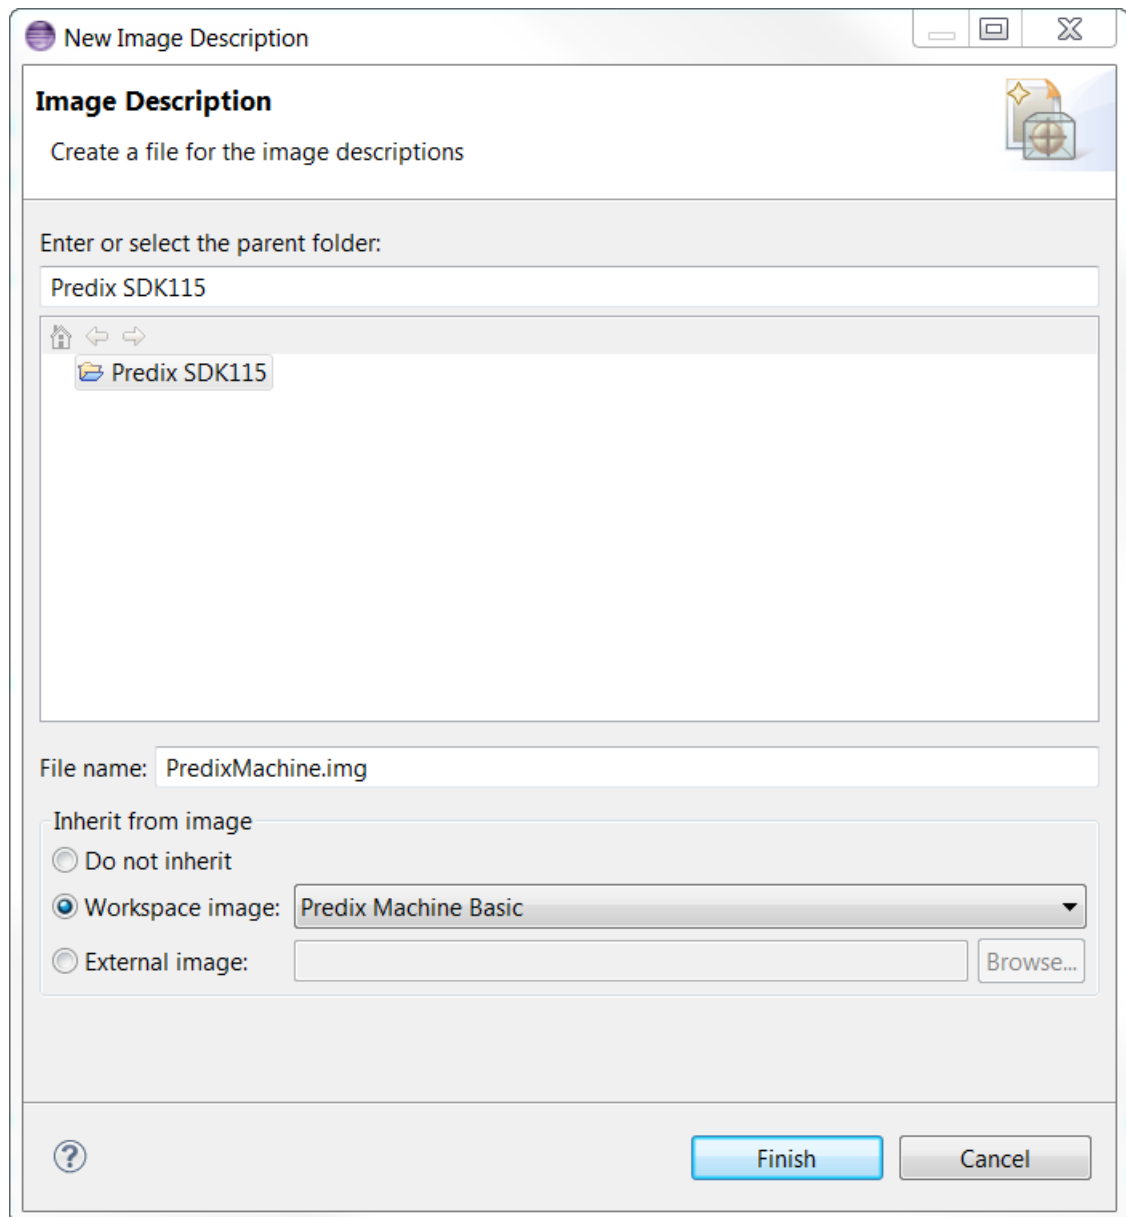 New Image Description
Image Description
Create a file for the image descriptions
Enter or select the parent folder:
Predix SDK115
Predix SDK115
File name: PredixMachine.img
Inherit from image
Do not inherit
Workspace image: Predix Machine Basic
External image: Browse...
? Finish Cancel